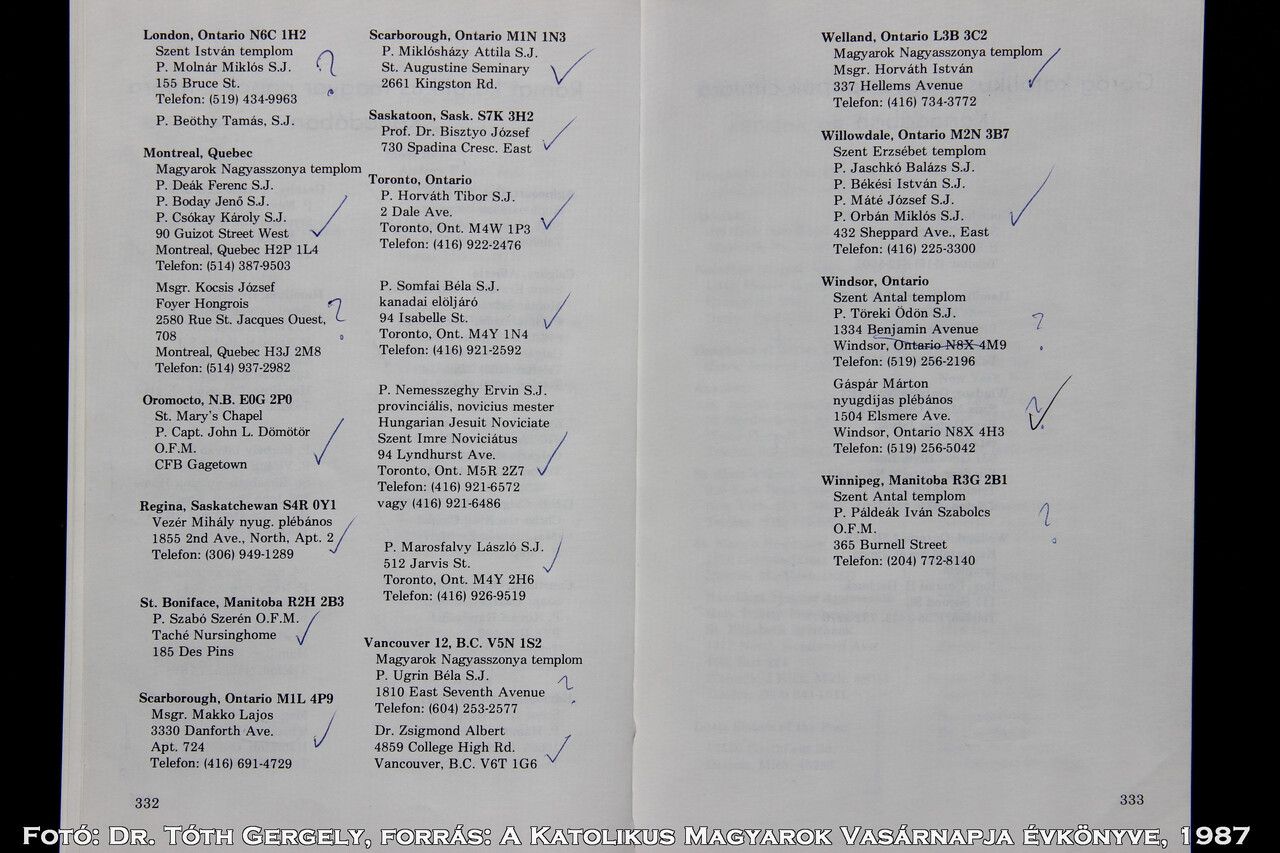 London, Ontario N6C 1H2
Szent István templom
P. Molnár Miklós S.J.
155 Bruce St.
Telefon: (519) 434-9963
P. Beöthy Tamás, S.J.
?
Montreal, Quebec
Magyarok Nagyasszonya templom
P. Deák Ferenc S.J.
P. Boday Jenő S.J.
P. Csókay Károly S.J.
90 Guizot Street West
Montreal, Quebec H2P 1L4
Telefon: (514) 387-9503
Msgr. Kocsis József
Foyer Hongrois
2580 Rue St. Jacques Ouest,
708
Montreal, Quebec H3J 2M8
Telefon: (514) 937-2982
?
Oromocto, N.B. E0G 2P0
St. Mary's Chapel
P. Capt. John L. Dömötör
O.F.M.
CFB Gagetown
Regina, Saskatchewan S4R 0Y1
Vezér Mihály nyug. plébános
1855 2nd Ave., North, Apt. 2
Telefon: (306) 949-1289
St. Boniface, Manitoba R2H 2B3
P. Szabó Szerén O.F.M.
Taché Nursinghome
185 Des Pins
Scarborough, Ontario M1L 4P9
Msgr. Makko Lajos
3330 Danforth Ave.
Apt. 724
Telefon: (416) 691-4729
332
Scarborough, Ontario M1N 1N3
P. Miklósházy Attila S.J.
St. Augustine Seminary
2661 Kingston Rd.
Saskatoon, Sask. S7K 3H2
Prof. Dr. Bisztyo József
730 Spadina Cresc. East
Toronto, Ontario
P. Horváth Tibor S.J.
2 Dale Ave.
Toronto, Ont. M4W 1P3
Telefon: (416) 922-2476
P. Somfai Béla S.J.
kanadai elöljáró
94 Isabelle St.
Toronto, Ont. M4Y 1N4
Telefon: (416) 921-2592
P. Nemesszeghy Ervin S.J.
provinciális, novicius mester
Hungarian Jesuit Noviciate
Szent Imre Noviciátus
94 Lyndhurst Ave.
Toronto, Ont. M5R 2Z7
Telefon: (416) 921-6572
vagy (416) 921-6486
P. Marosfalvy László S.J.
512 Jarvis St.
Toronto, Ont. M4Y 2H6
Telefon: (416) 926-9519
Vancouver 12, B.C. V5N 1S2
Magyarok Nagyasszonya templom
P. Ugrin Béla S.J.
1810 East Seventh Avenue
Telefon: (604) 253-2577
?
Dr. Zsigmond Albert
4859 College High Rd.
Vancouver, B.C. V6T 1G6
Welland, Ontario L3B 3C2
Magyarok Nagyasszonya templom
Msgr. Horváth István
337 Hellems Avenue
Telefon: (416) 734-3772
Willowdale, Ontario M2N 3B7
Szent Erzsébet templom
P. Jaschkó Balázs S.J.
P. Békési István S.J.
P. Máté József S.J.
P. Orbán Miklós S.J.
432 Sheppard Ave., East
Telefon: (416) 225-3300
Windsor, Ontario
Szent Antal templom
P. Töreki Ödön S.J.
1334 Benjamin Avenue
Windsor, Ontario N8X 4M9
Telefon: (519) 256-2196
?
Gáspár Márton
nyugdijas plébános
1504 Elsmere Ave.
Windsor, Ontario N8X 4H3
Telefon: (519) 256-5042
?
Winnipeg, Manitoba R3G 2B1
Szent Antal templom
P. Páldeák Iván Szabolcs
O.F.M.
365 Burnell Street
Telefon: (204) 772-8140
?
333
Fotó: Dr. Tóth Gergely, forrás: A Katolikus Magyarok Vasárnapja évkönyve, 1987